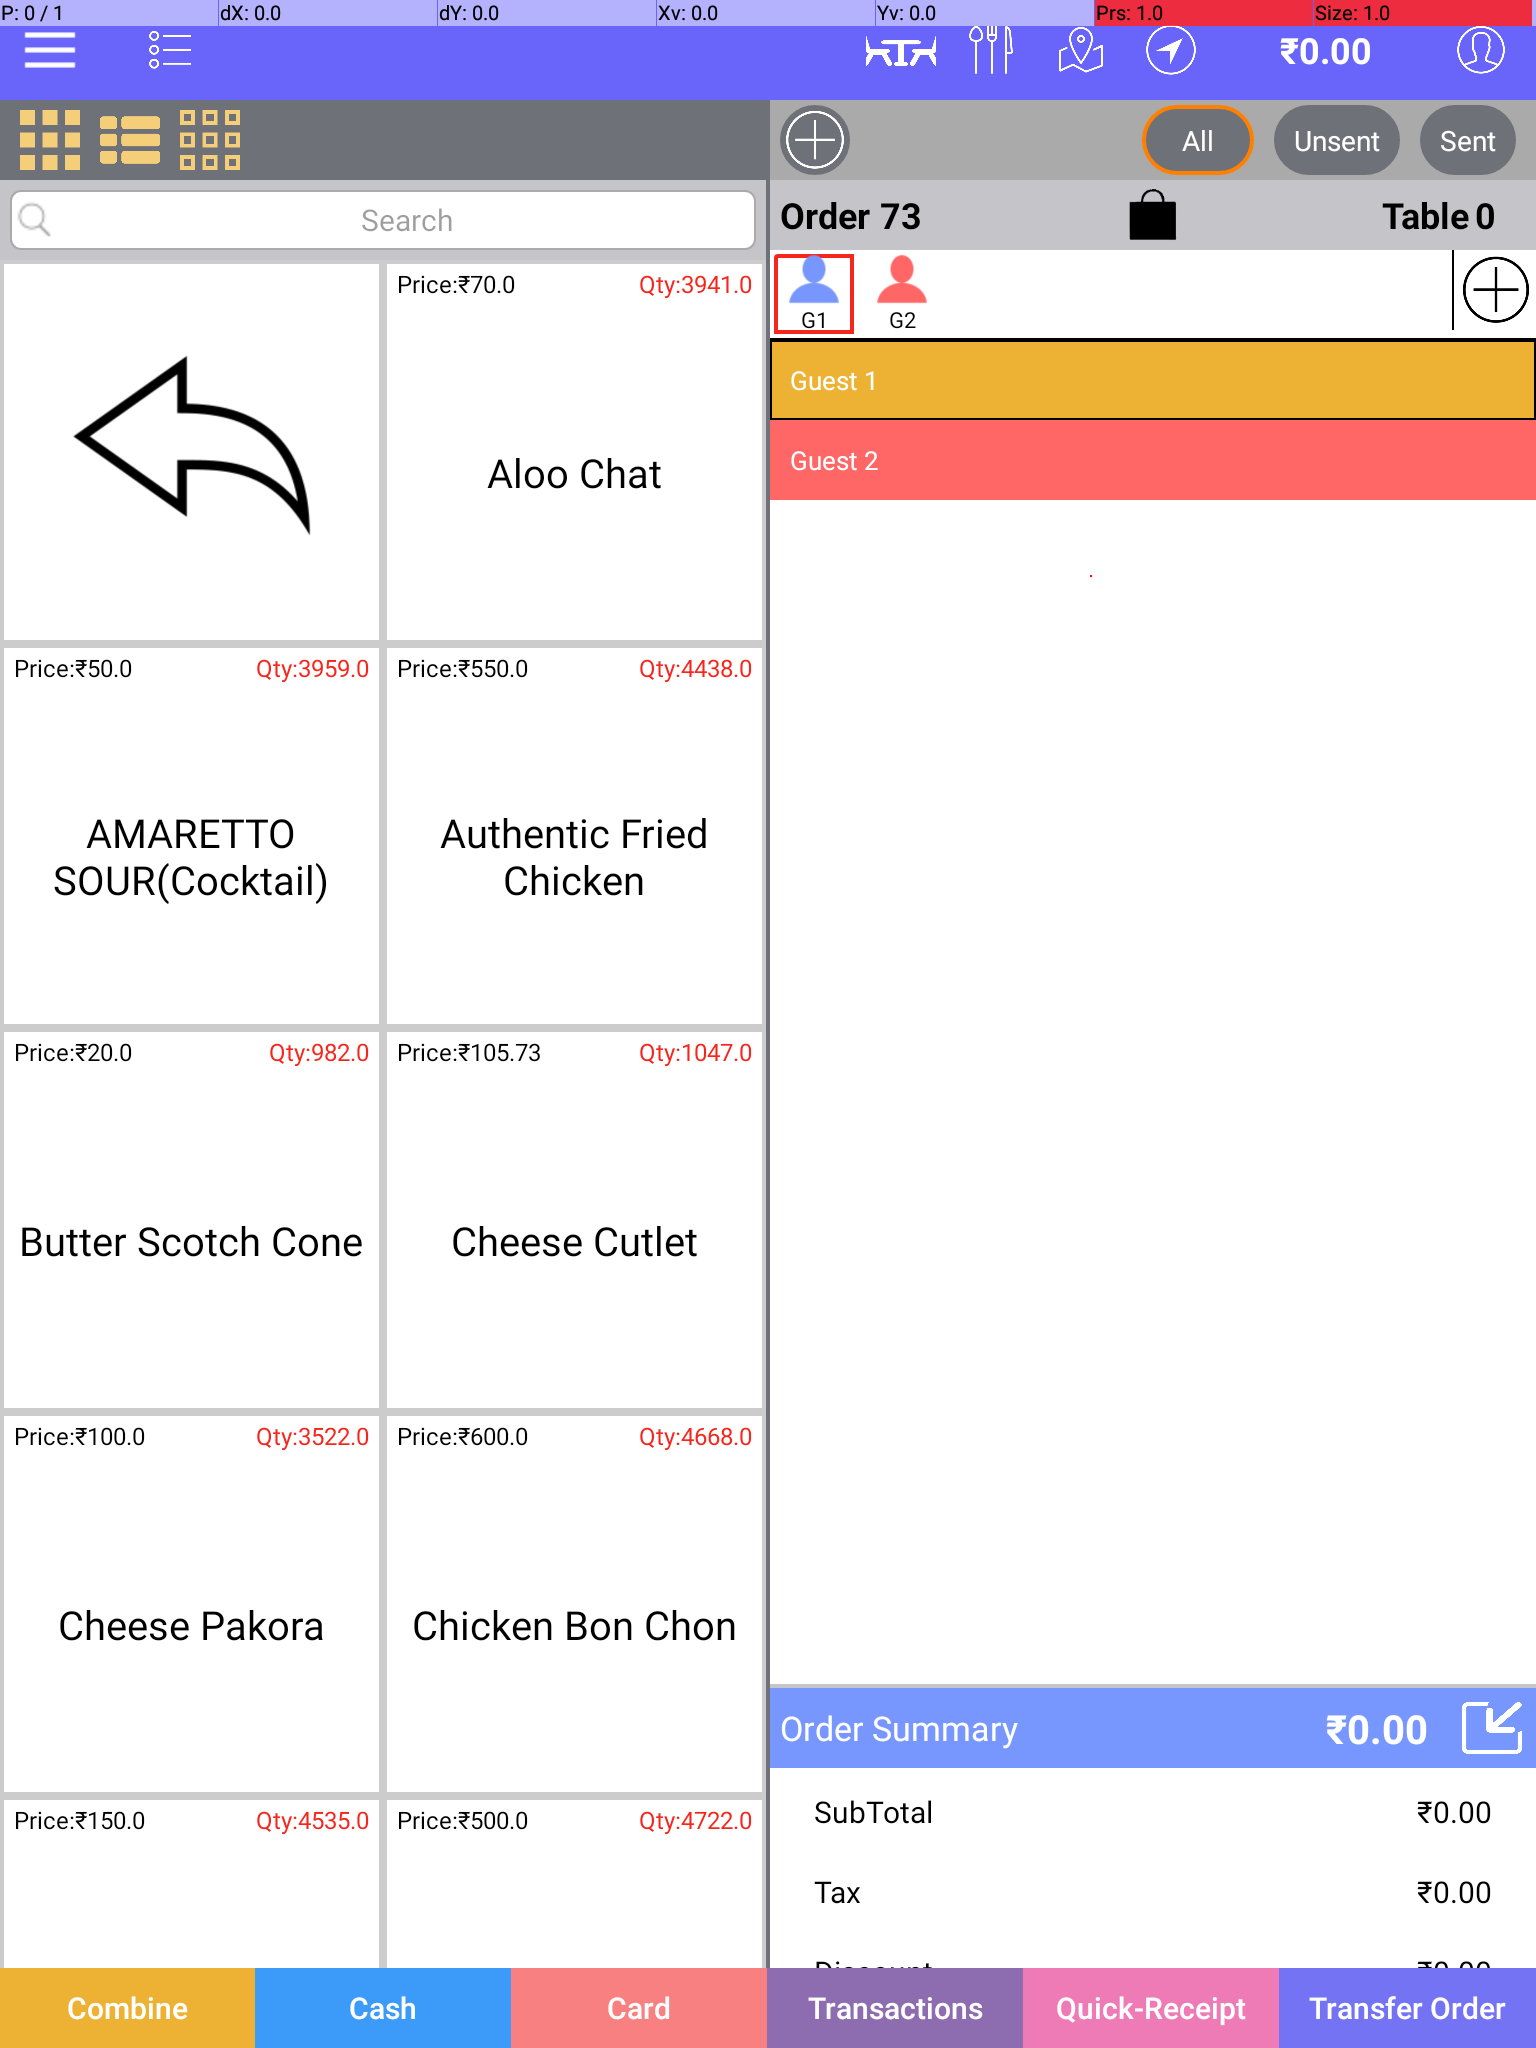 P: 0 / 1
dX: 0.0
dY: 0.0
Xv: 0.0
Yv: 0.0
Prs: 1.0
Size: 1.0
₹0.00
All
Unsent
Sent
Search
Order 73
Table 0
G1
G2
Guest 1
Guest 2
Price:₹70.0
Qty:3941.0
Aloo Chat
Price:₹50.0
Qty:3959.0
AMARETTO
SOUR(Cocktail)
Price:₹550.0
Qty:4438.0
Authentic Fried
Chicken
Price:₹20.0
Qty:982.0
Butter Scotch Cone
Price:₹105.73
Qty:1047.0
Cheese Cutlet
Price:₹100.0
Qty:3522.0
Cheese Pakora
Price:₹600.0
Qty:4668.0
Chicken Bon Chon
Price:₹150.0
Qty:4535.0
Price:₹500.0
Qty:4722.0
Order Summary
₹0.00
SubTotal
₹0.00
Tax
₹0.00
Discount
₹0.00
Combine
Cash
Card
Transactions
Quick-Receipt
Transfer Order